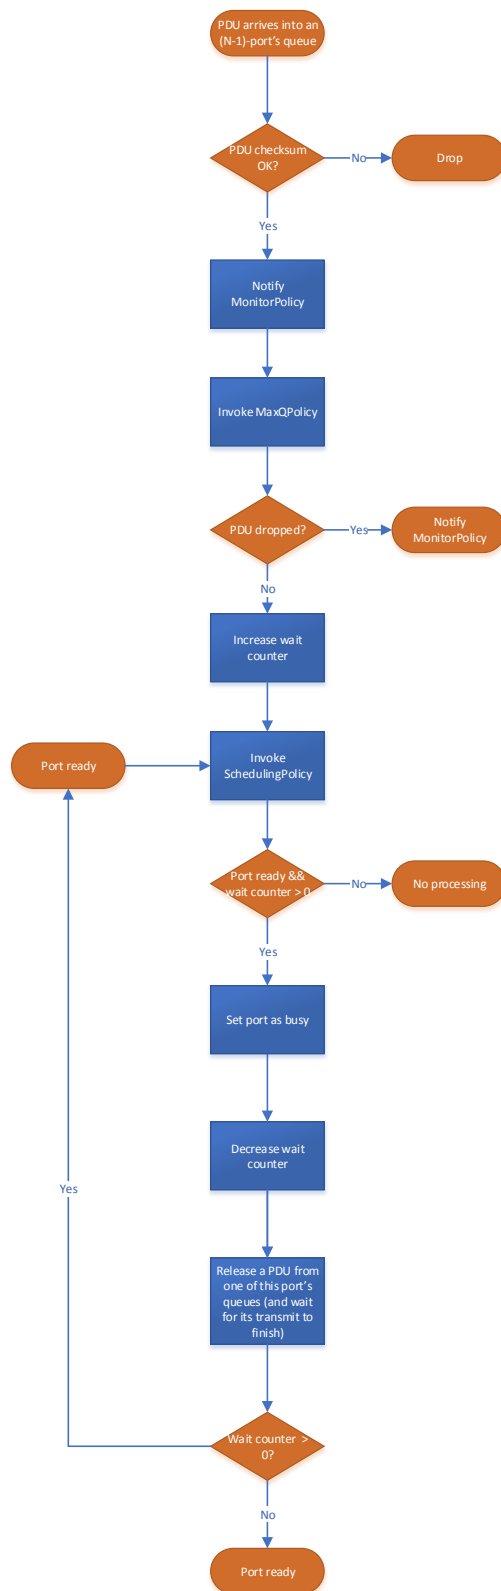 PDU arrives into an
(N-1)-port's queue
PDU checksum
OK?
No
Drop
Yes
Notify
MonitorPolicy
Invoke MaxQPolicy
PDU dropped?
Yes
Notify
MonitorPolicy
No
Increase wait
counter
Port ready
Invoke
SchedulingPolicy
Port ready &&
wait counter > 0
No
No processing
Yes
Set port as busy
Decrease wait
counter
Yes
Release a PDU from
one of this port's
queues (and wait
for its transmit to
finish)
Wait counter >
0?
No
Port ready